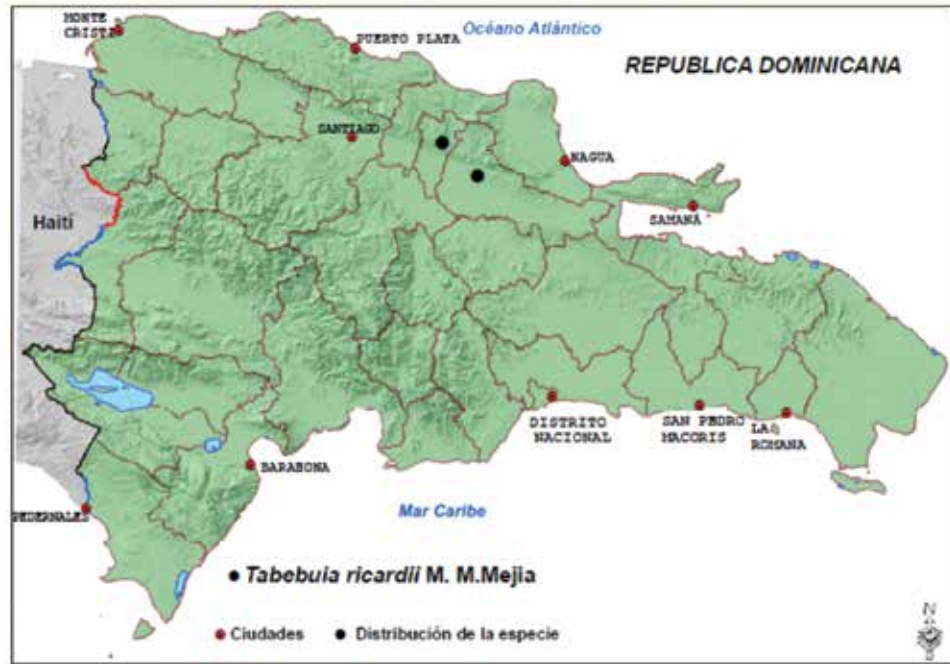 MONTE
CRISTI
PUERTO PLATA
Océano Atlántico
REPUBLICA DOMINICANA
SANTIAGO
NAGUA
Haití
SAMANÁ
DISTRITO
NACIONAL
SAN PEDRO
MACORIS
LA
ROMANA
BARAHONA
PEDERNALES
Mar Caribe
Tabebuia ricardii M. M.Mejia
Ciudades
Distribución de la especie
N